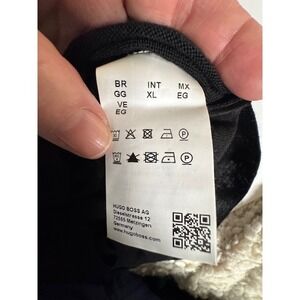 BR INT MX
GG XL EG
VE
EG
HUGO BOSS AG
Dieselstrasse 12
72555 Metzingen
Germany
www.hugoboss.com